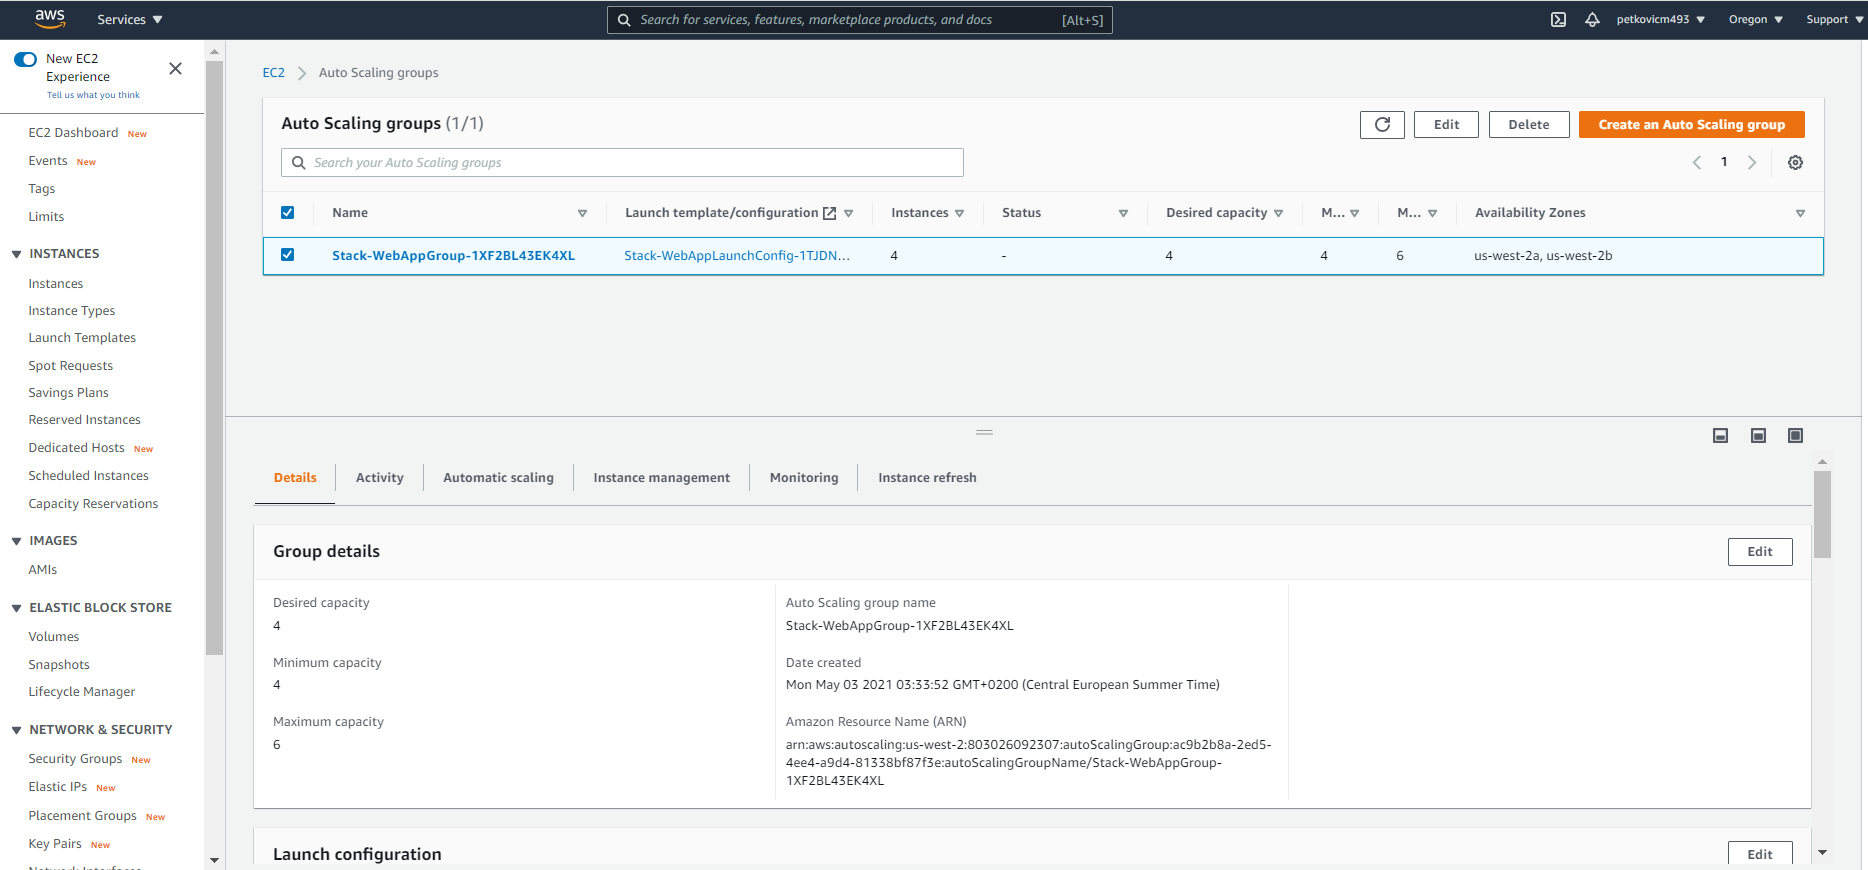 aws
Services
Search for services, features, marketplace products, and docs
[Alt+S]
petkovicm493
Oregon
Support
New EC2
Experience
Tell us what you think
EC2 Dashboard New
Events New
Tags
Limits
INSTANCES
Instances
Instance Types
Launch Templates
Spot Requests
Savings Plans
Reserved Instances
Dedicated Hosts New
Scheduled Instances
Capacity Reservations
IMAGES
AMIs
ELASTIC BLOCK STORE
Volumes
Snapshots
Lifecycle Manager
NETWORK & SECURITY
Security Groups New
Elastic IPs New
Placement Groups New
Key Pairs New
Network Interfaces
EC2 > Auto Scaling groups
Auto Scaling groups (1/1)
Edit
Delete
Create an Auto Scaling group
Search your Auto Scaling groups
1
Name
Launch template/configuration
Instances
Status
Desired capacity
M...
M...
Availability Zones
Stack-WebAppGroup-1XF2BL43EK4XL
Stack-WebAppLaunchConfig-1TJDN...
4
-
4
4
6
us-west-2a, us-west-2b
Details
Activity
Automatic scaling
Instance management
Monitoring
Instance refresh
Group details
Edit
Desired capacity
4
Minimum capacity
4
Maximum capacity
6
Auto Scaling group name
Stack-WebAppGroup-1XF2BL43EK4XL
Date created
Mon May 03 2021 03:33:52 GMT+0200 (Central European Summer Time)
Amazon Resource Name (ARN)
arn:aws:autoscaling:us-west-2:803026092307:autoScalingGroup:ac9b2b8a-2ed5-
4ee4-a9d4-81338bf87f3e:autoScalingGroupName/Stack-WebAppGroup-
1XF2BL43EK4XL
Launch configuration
Edit